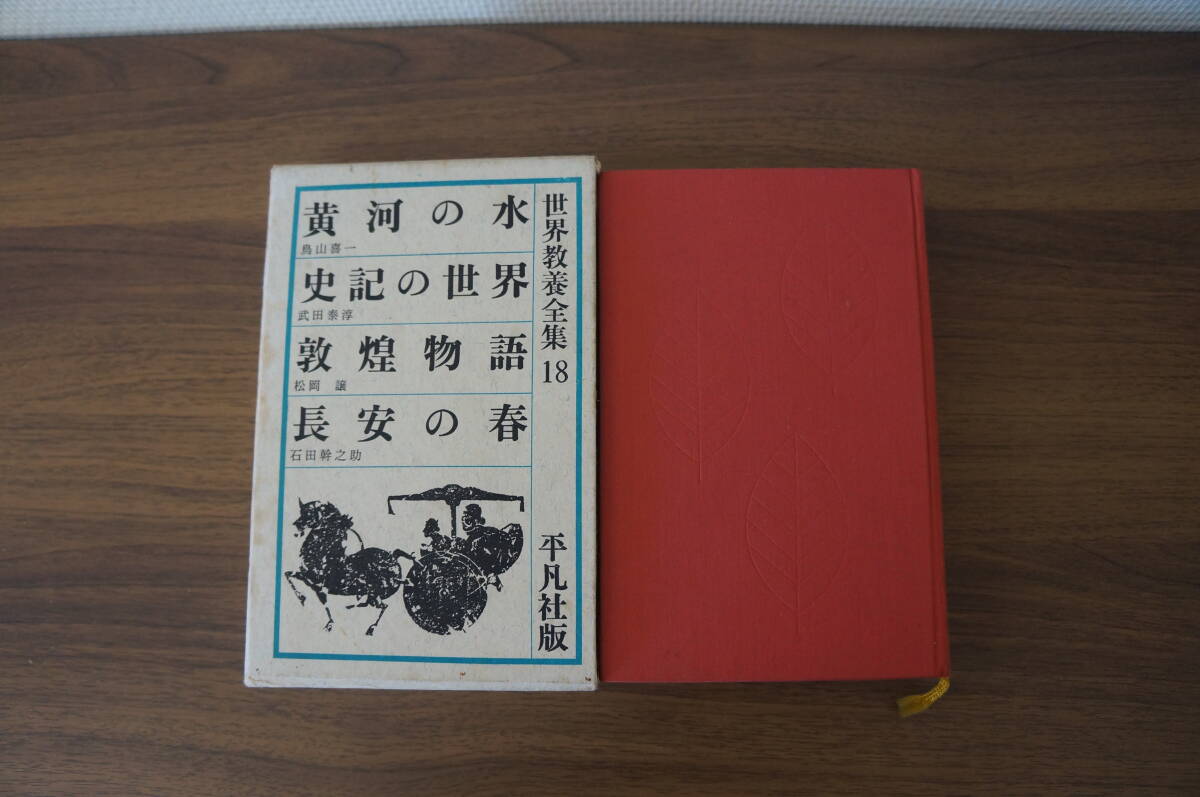 黄河の水
鳥山喜一
史記の世界
武田泰淳
敦煌物語
松岡 譲
長安の春
石田幹之助
世界教養全集 18
平凡社版